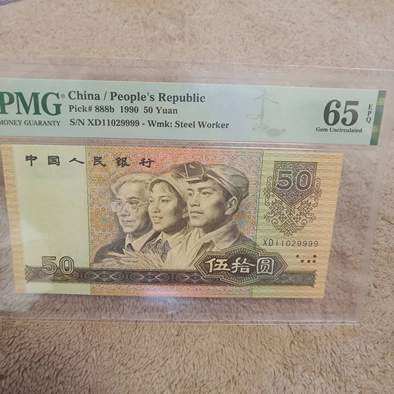 PMG China / People's Republic
MONEY GUARANTY Pick# 888b 1990 50 Yuan
S/N XD11029999 - Wmk: Steel Worker
65 EPQ
Gem Uncirculated
中国人民银行
50
XD11029999
50 伍拾圆